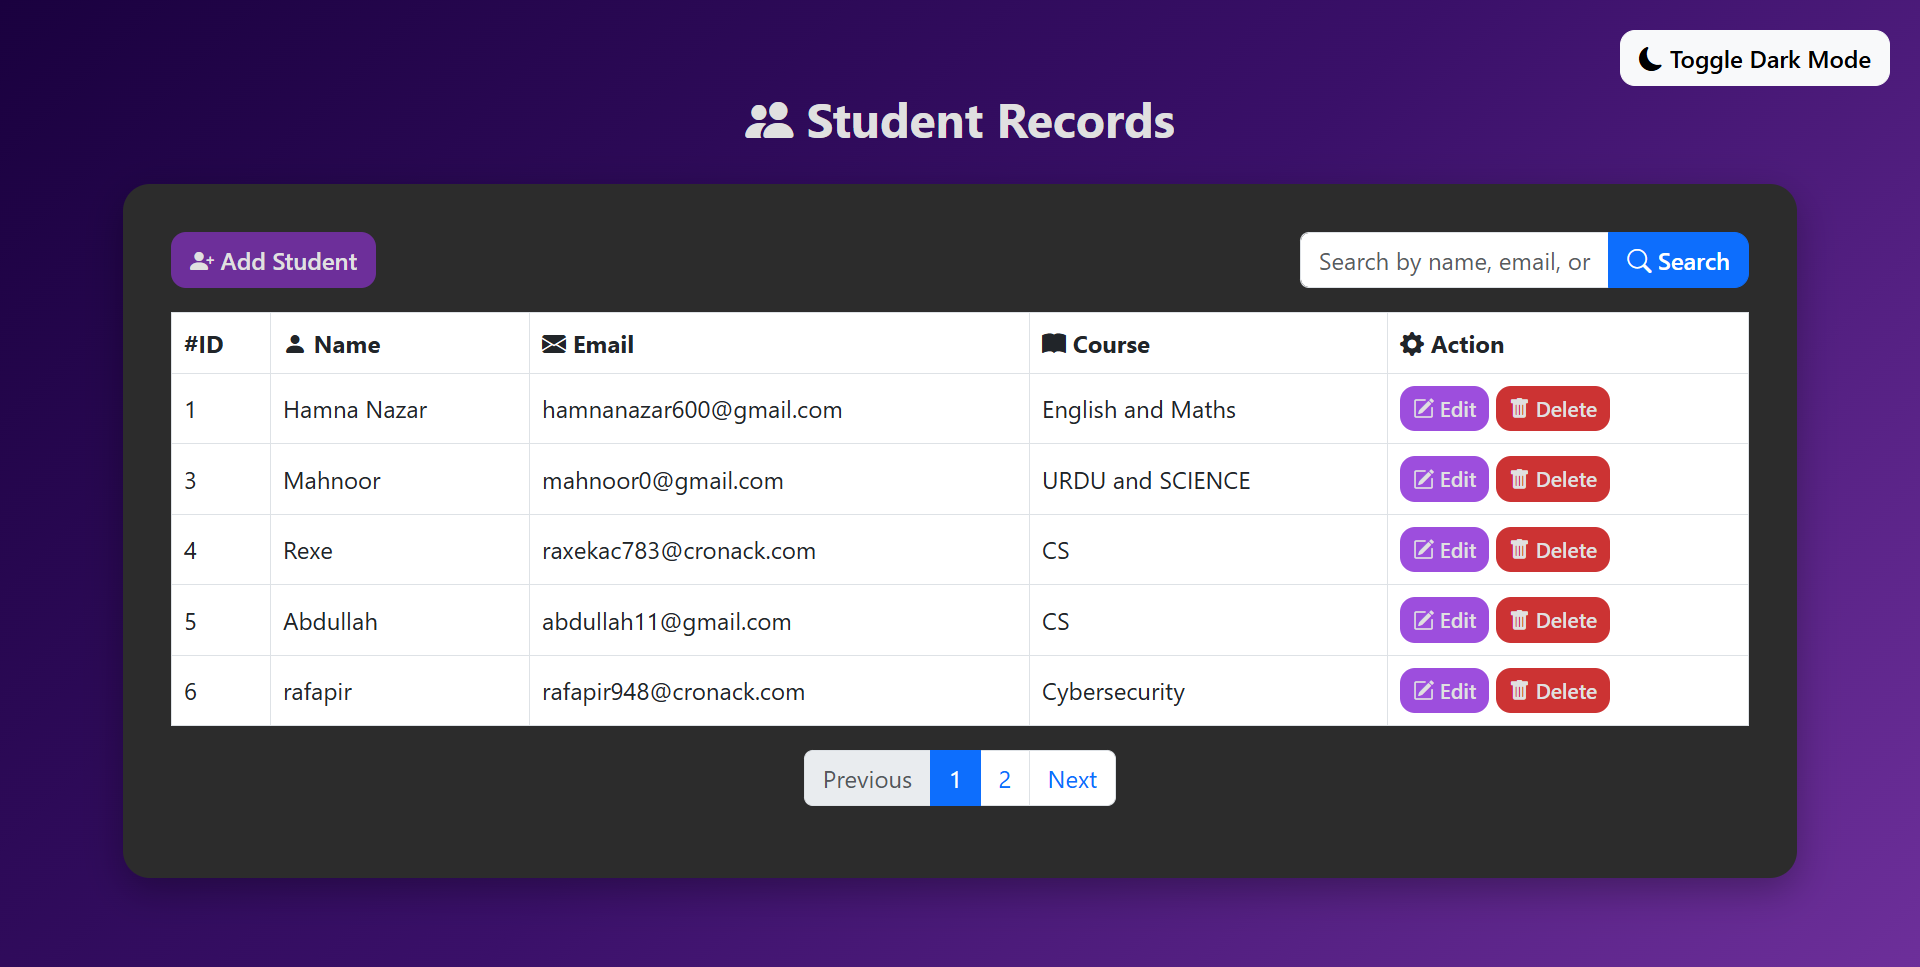 Toggle Dark Mode
Student Records
Add Student
Search by name, email, or
Search
#ID Name Email Course Action
1 Hamna Nazar hamnanazar600@gmail.com English and Maths Edit Delete
3 Mahnoor mahnoor0@gmail.com URDU and SCIENCE Edit Delete
4 Rexe raxekac783@cronack.com CS Edit Delete
5 Abdullah abdullah11@gmail.com CS Edit Delete
6 rafapir rafapir948@cronack.com Cybersecurity Edit Delete
Previous 1 2 Next